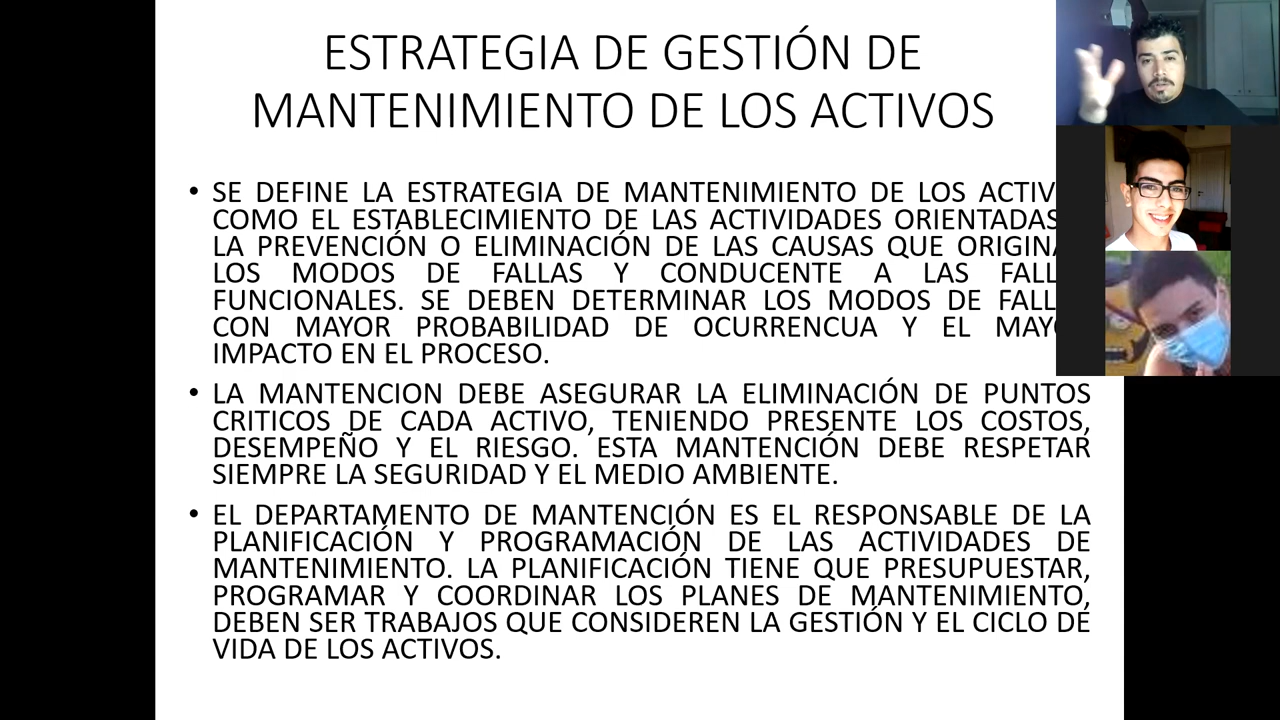 ESTRATEGIA DE GESTIÓN DE
MANTENIMIENTO DE LOS ACTIVOS
• SE DEFINE LA ESTRATEGIA DE MANTENIMIENTO DE LOS
COMO EL ESTABLECIMIENTO DE LAS ACTIVIDADES ORIENTADAS
LA PREVENCIÓN O ELIMINACIÓN DE LAS CAUSAS QUE
LOS MODOS DE FALLAS Y CONDUCENTE A LAS
FUNCIONALES. SE DEBEN DETERMINAR LOS MODOS DE
CON MAYOR PROBABILIDAD DE OCURRENCUA Y EL
IMPACTO EN EL PROCESO.
• LA MANTENCION DEBE ASEGURAR LA ELIMINACIÓN DE PUNTOS
CRITICOS DE CADA ACTIVO, TENIENDO PRESENTE LOS COSTOS,
DESEMPEÑO Y EL RIESGO. ESTA MANTENCIÓN DEBE RESPETAR
SIEMPRE LA SEGURIDAD Y EL MEDIO AMBIENTE.
• EL DEPARTAMENTO DE MANTENCIÓN ES EL RESPONSABLE DE LA
PLANIFICACIÓN Y PROGRAMACIÓN DE LAS ACTIVIDADES DE
MANTENIMIENTO. LA PLANIFICACIÓN TIENE QUE PRESUPUESTAR,
PROGRAMAR Y COORDINAR LOS PLANES DE MANTENIMIENTO,
DEBEN SER TRABAJOS QUE CONSIDEREN LA GESTIÓN Y EL CICLO DE
VIDA DE LOS ACTIVOS.